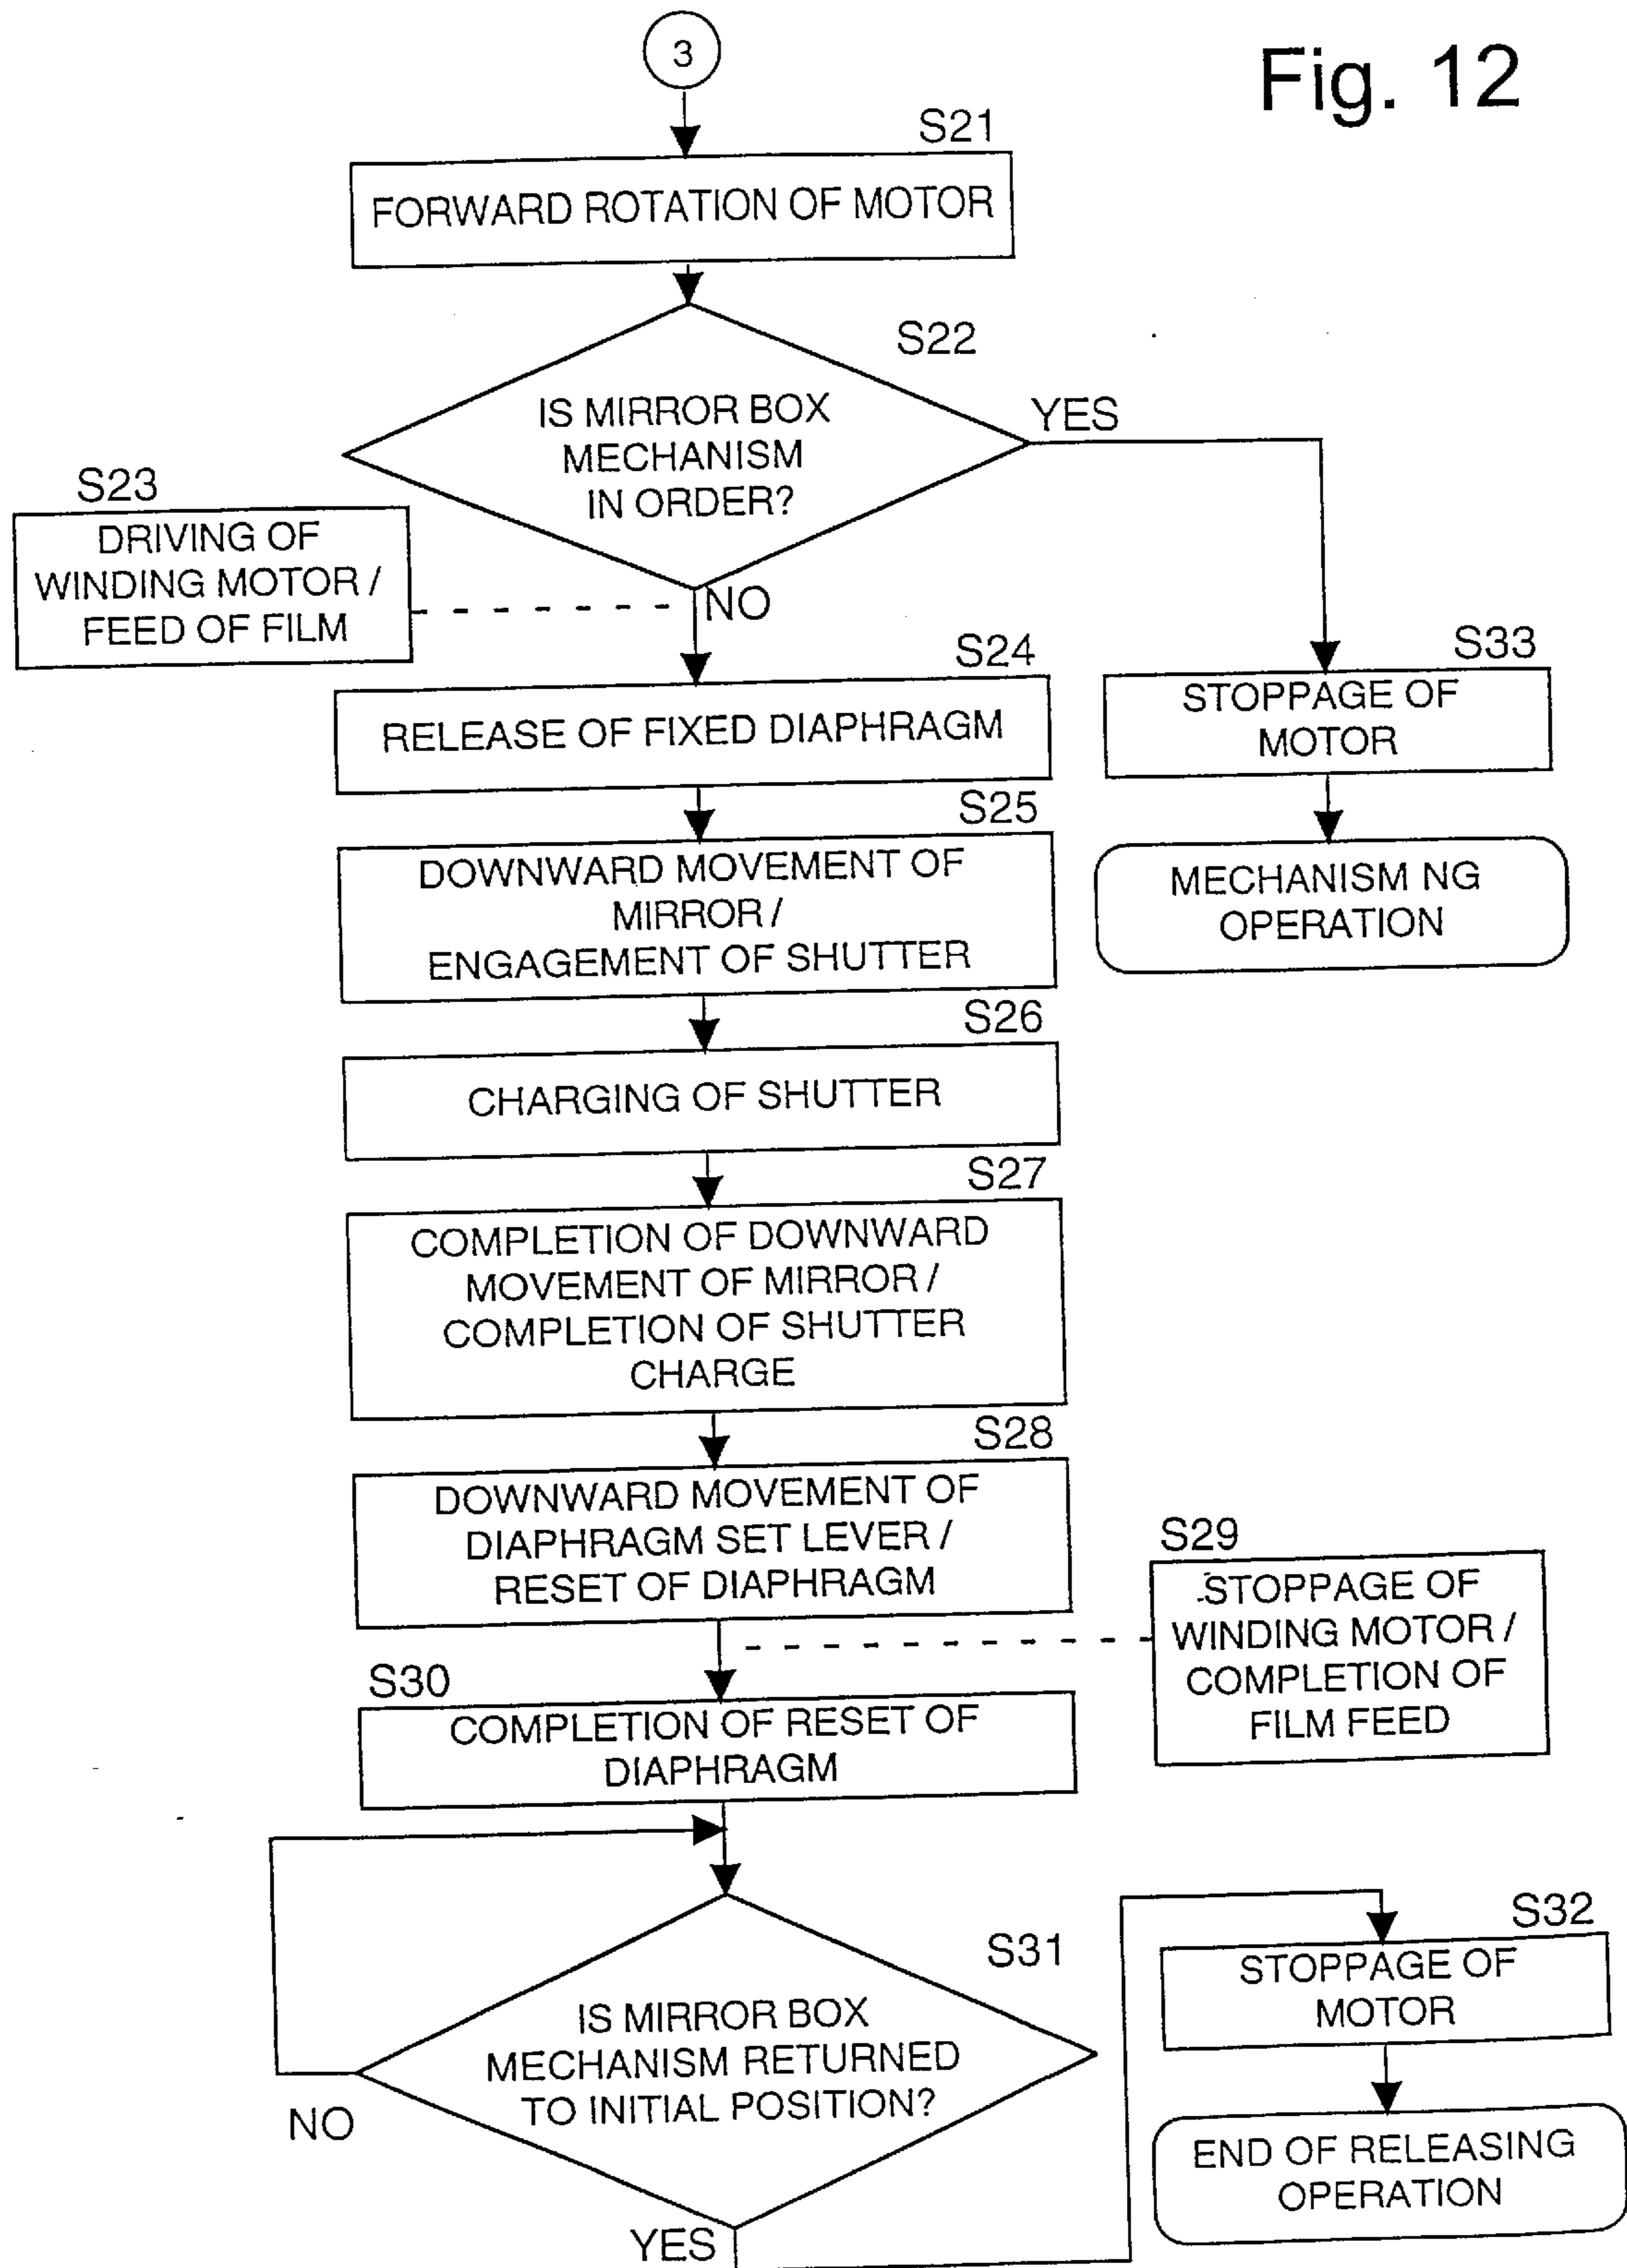 3
Fig. 12
S21
FORWARD ROTATION OF MOTOR
S22
IS MIRROR BOX
MECHANISM
IN ORDER?
YES
NO
S23
DRIVING OF
WINDING MOTOR /
FEED OF FILM
S24
RELEASE OF FIXED DIAPHRAGM
S33
STOPPAGE OF
MOTOR
MECHANISM NG
OPERATION
S25
DOWNWARD MOVEMENT OF
MIRROR /
ENGAGEMENT OF SHUTTER
S26
CHARGING OF SHUTTER
S27
COMPLETION OF DOWNWARD
MOVEMENT OF MIRROR /
COMPLETION OF SHUTTER
CHARGE
S28
DOWNWARD MOVEMENT OF
DIAPHRAGM SET LEVER /
RESET OF DIAPHRAGM
S29
STOPPAGE OF
WINDING MOTOR /
COMPLETION OF
FILM FEED
S30
COMPLETION OF RESET OF
DIAPHRAGM
S31
IS MIRROR BOX
MECHANISM RETURNED
TO INITIAL POSITION?
NO
YES
S32
STOPPAGE OF
MOTOR
END OF RELEASING
OPERATION